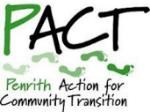 PACT
Penrith Action for
Community Transition